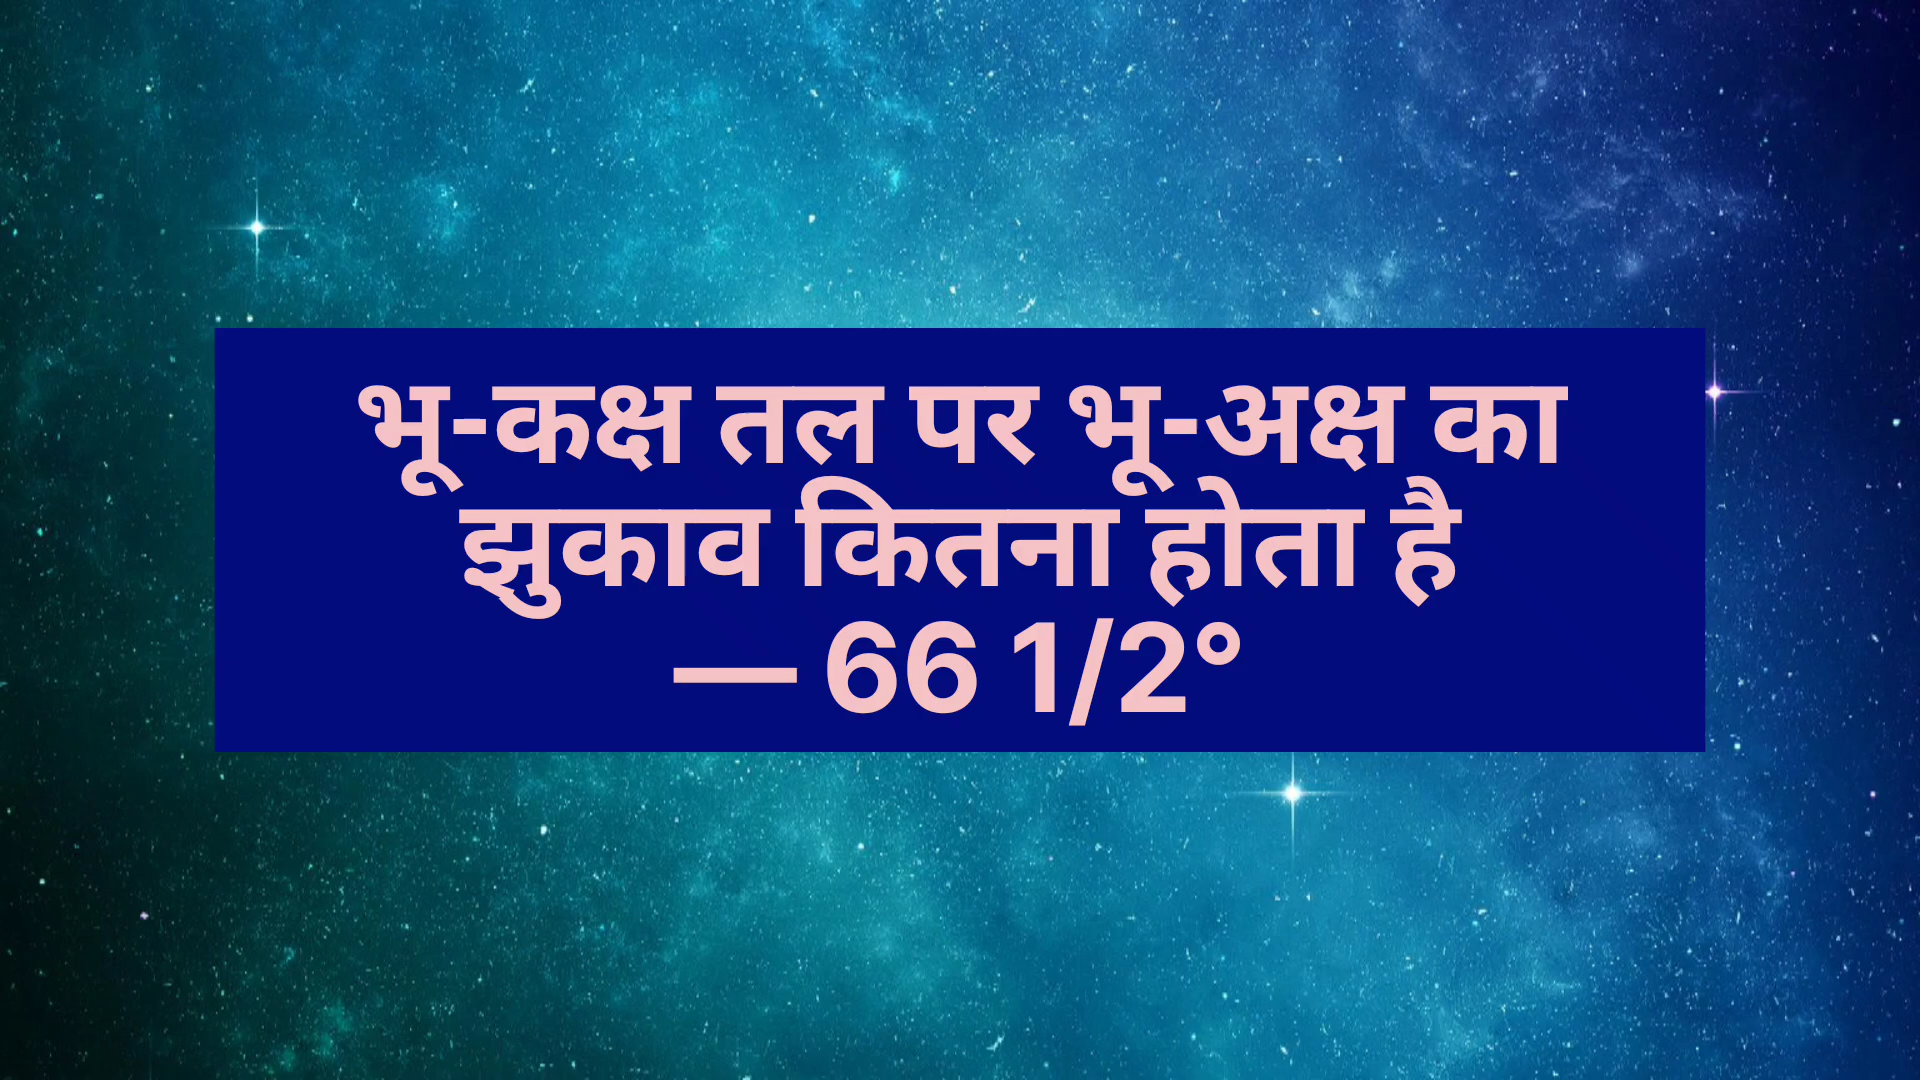 भू-कक्ष तल पर भू-अक्ष का
झुकाव कितना होता है
— 66 1/2°